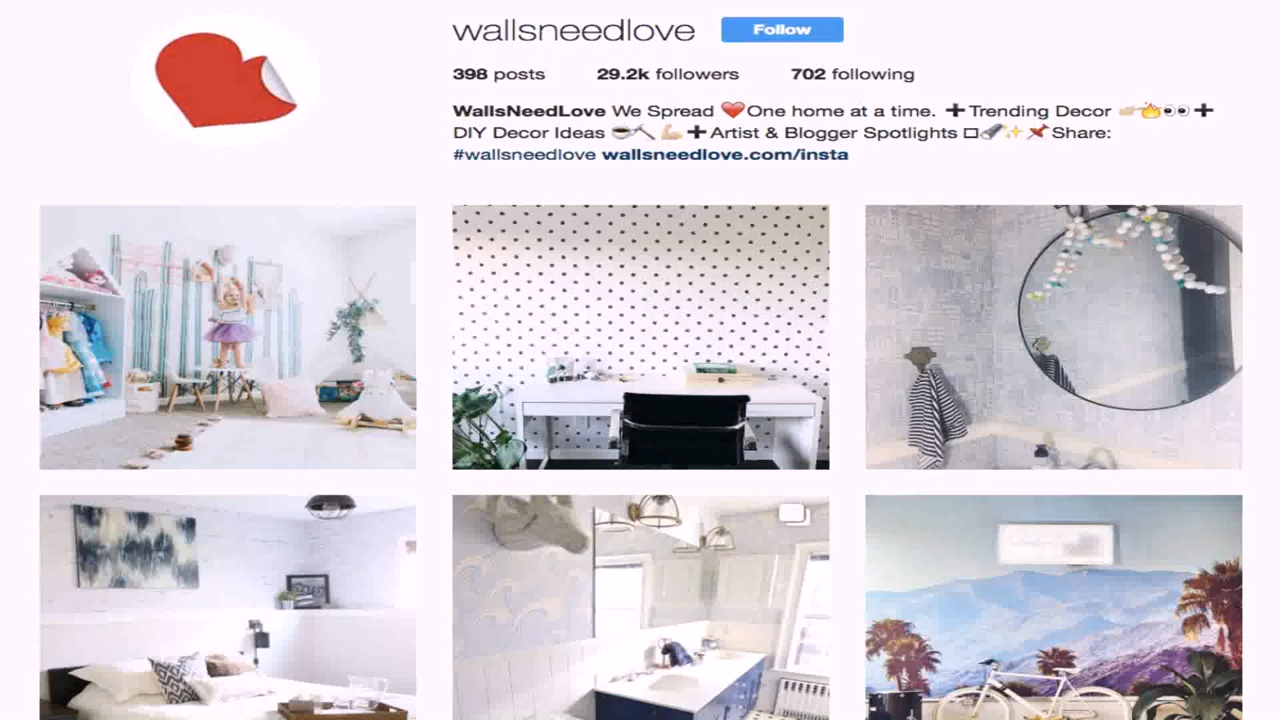 wallsneedlove Follow
398 posts 29.2k followers 702 following
WallsNeedLove We Spread ❤️One home at a time. ➕Trending Decor 👉🏼🔥👀➕
DIY Decor Ideas ☕🔨💪🏼➕Artist & Blogger Spotlights □🔦✨📌Share:
#wallsneedlove wallsneedlove.com/insta